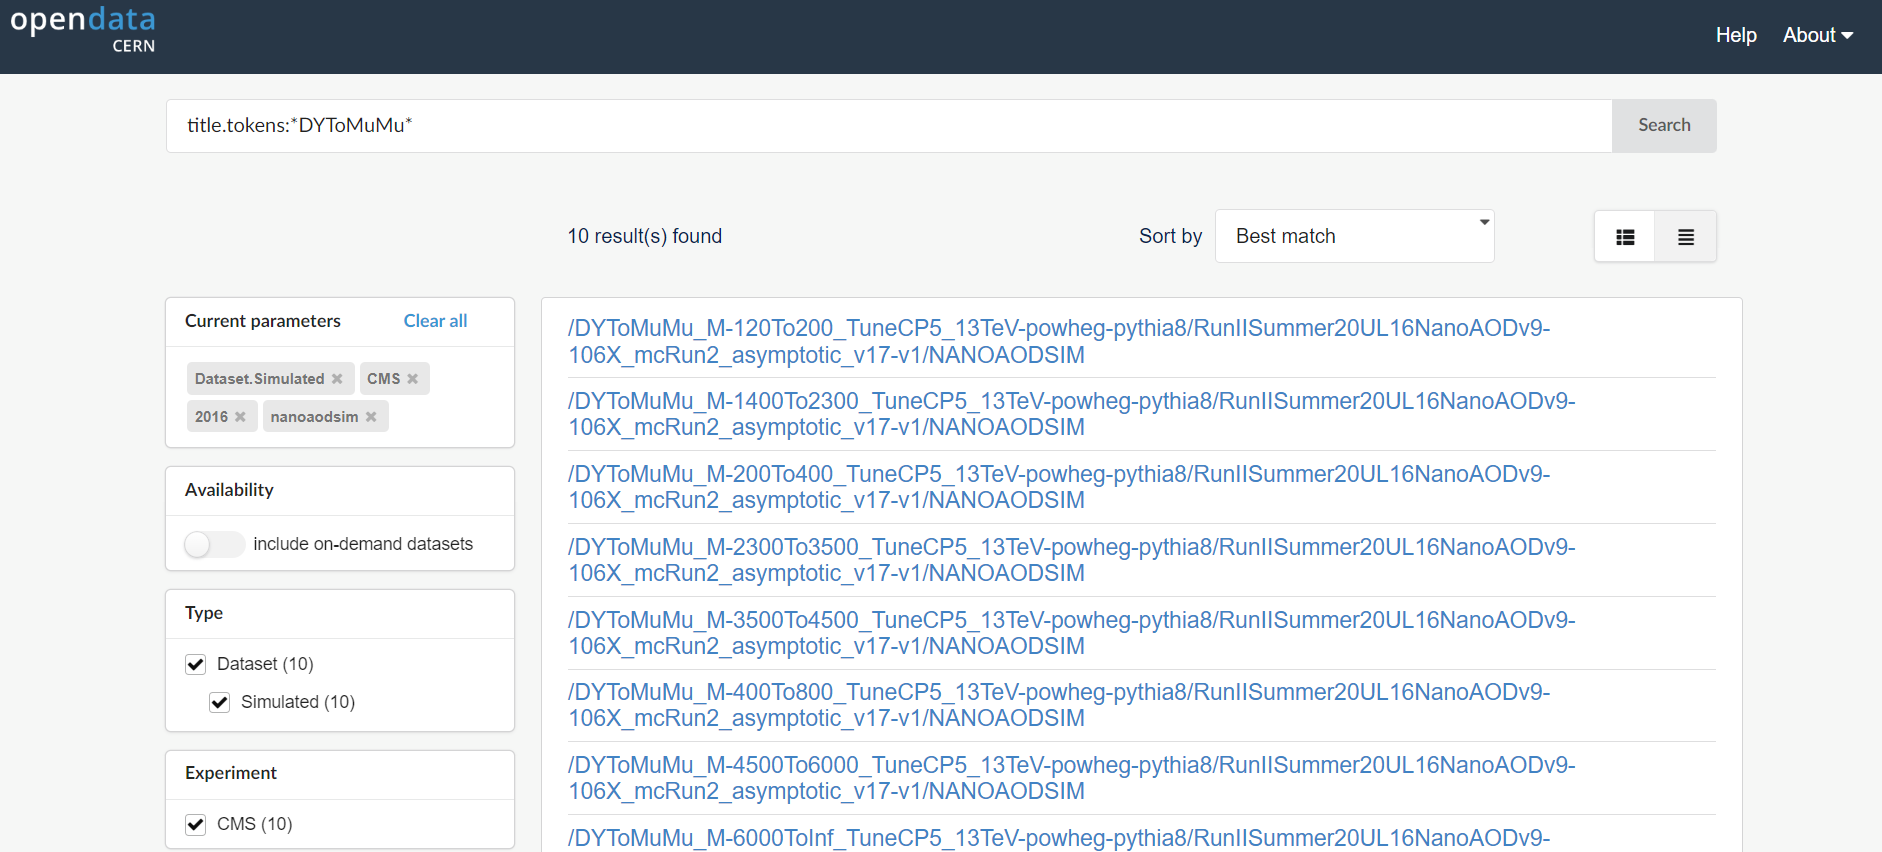 opendata
CERN
Help About
title.tokens:*DYToMuMu*
Search
10 result(s) found
Sort by
Best match
Current parameters
Clear all
Dataset.Simulated
CMS
2016
nanoaodsim
Availability
include on-demand datasets
Type
Dataset (10)
Simulated (10)
Experiment
CMS (10)
/DYToMuMu_M-120To200_TuneCP5_13TeV-powheg-pythia8/RunIISummer20UL16NanoAODv9-
106X_mcRun2_asymptotic_v17-v1/NANOAODSIM
/DYToMuMu_M-1400To2300_TuneCP5_13TeV-powheg-pythia8/RunIISummer20UL16NanoAODv9-
106X_mcRun2_asymptotic_v17-v1/NANOAODSIM
/DYToMuMu_M-200To400_TuneCP5_13TeV-powheg-pythia8/RunIISummer20UL16NanoAODv9-
106X_mcRun2_asymptotic_v17-v1/NANOAODSIM
/DYToMuMu_M-2300To3500_TuneCP5_13TeV-powheg-pythia8/RunIISummer20UL16NanoAODv9-
106X_mcRun2_asymptotic_v17-v1/NANOAODSIM
/DYToMuMu_M-3500To4500_TuneCP5_13TeV-powheg-pythia8/RunIISummer20UL16NanoAODv9-
106X_mcRun2_asymptotic_v17-v1/NANOAODSIM
/DYToMuMu_M-400To800_TuneCP5_13TeV-powheg-pythia8/RunIISummer20UL16NanoAODv9-
106X_mcRun2_asymptotic_v17-v1/NANOAODSIM
/DYToMuMu_M-4500To6000_TuneCP5_13TeV-powheg-pythia8/RunIISummer20UL16NanoAODv9-
106X_mcRun2_asymptotic_v17-v1/NANOAODSIM
/DYToMuMu_M-6000ToInf_TuneCP5_13TeV-powheg-pythia8/RunIISummer20UL16NanoAODv9-